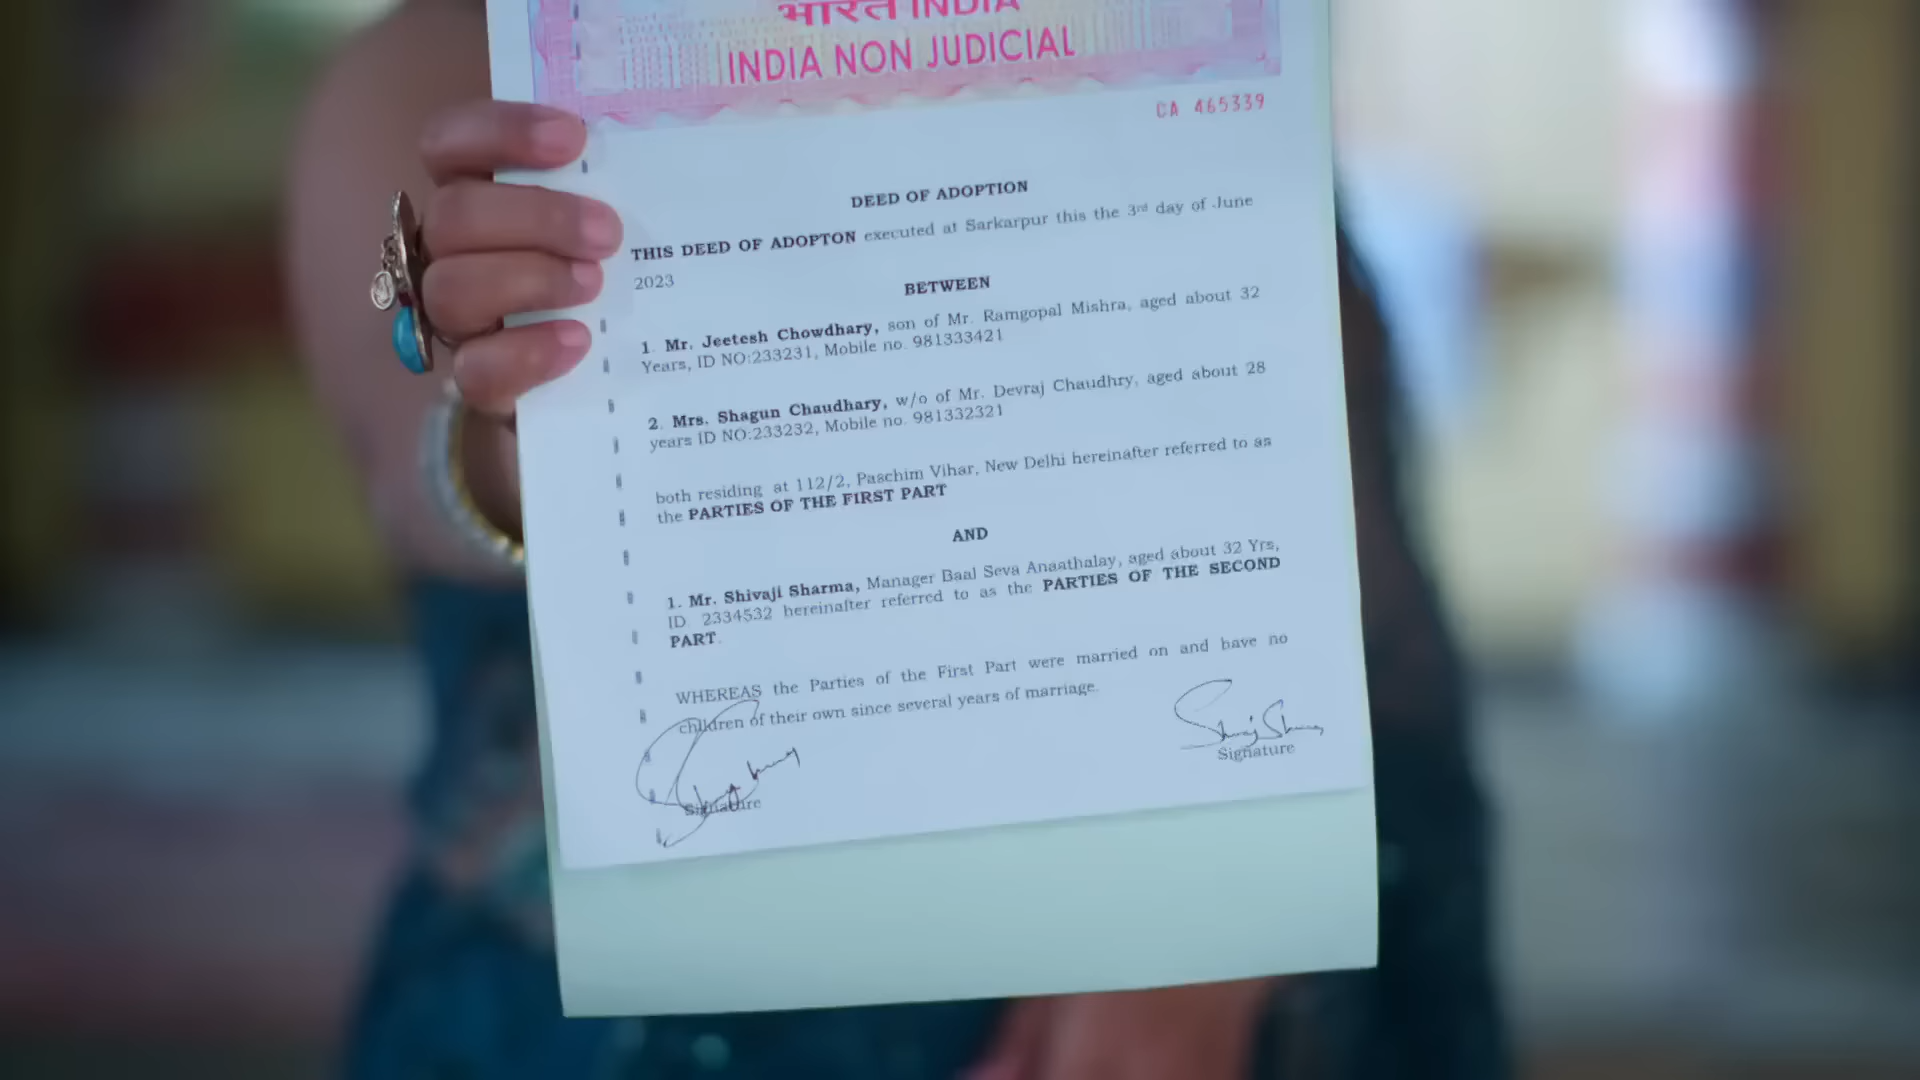 भारत INDIA
INDIA NON JUDICIAL
CA 465339
DEED OF ADOPTION
THIS DEED OF ADOPTON executed at Sarkarpur this the 3rd day of June
2023
BETWEEN
1. Mr. Jeetesh Chowdhary, son of Mr. Ramgopal Mishra, aged about 32
Years, ID NO:233231, Mobile no. 981333421
2. Mrs. Shagun Chaudhary, w/o of Mr. Devraj Chaudhry, aged about 28
years ID NO:233232, Mobile no. 981332321
both residing at 112/2, Paschim Vihar, New Delhi hereinafter referred to as
the PARTIES OF THE FIRST PART
AND
1. Mr. Shivaji Sharma, Manager Baal Seva Anaathalay, aged about 32 Yrs,
ID. 2334532 hereinafter referred to as the PARTIES OF THE SECOND
PART.
WHEREAS the Parties of the First Part were married on and have no
children of their own since several years of marriage.
Signature
Signature